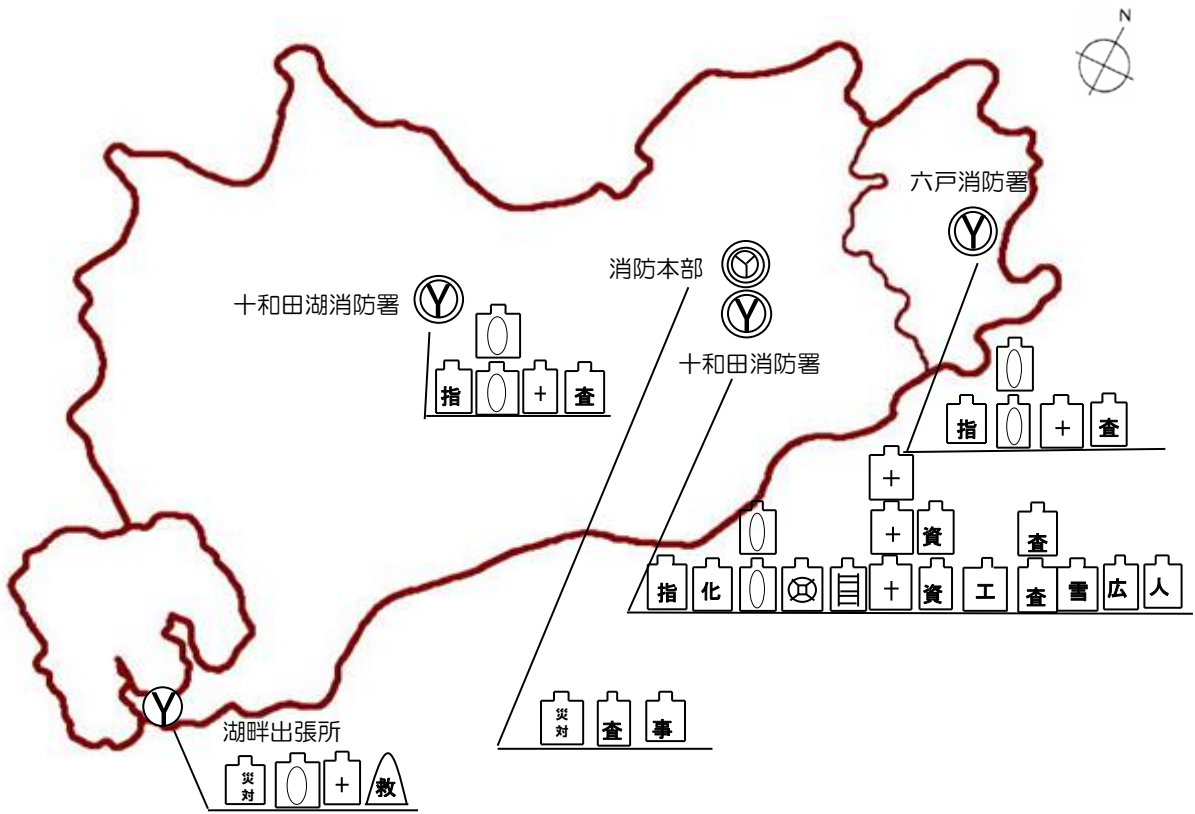 N
六戸消防署
消防本部
十和田湖消防署
十和田消防署
指 + 査
指 + 査
+
+ 資 査
指 化 + 資 工 査 雪 広 人
災対 査 事
湖畔出張所
災対 + 救